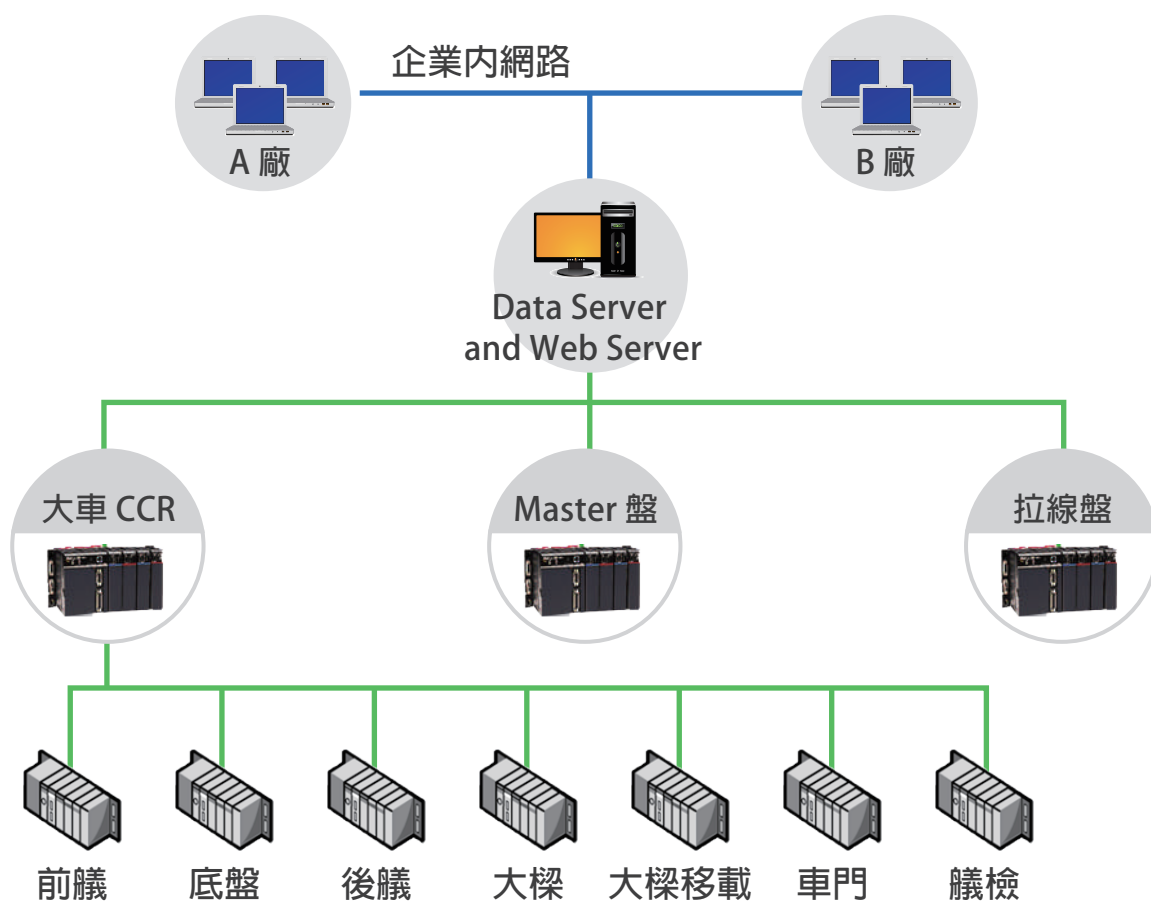 企業內網路
A 廠
B 廠
Data Server
and Web Server
大車 CCR
Master 盤
拉線盤
前艤
底盤
後艤
大樑
大樑移載
車門
艤檢